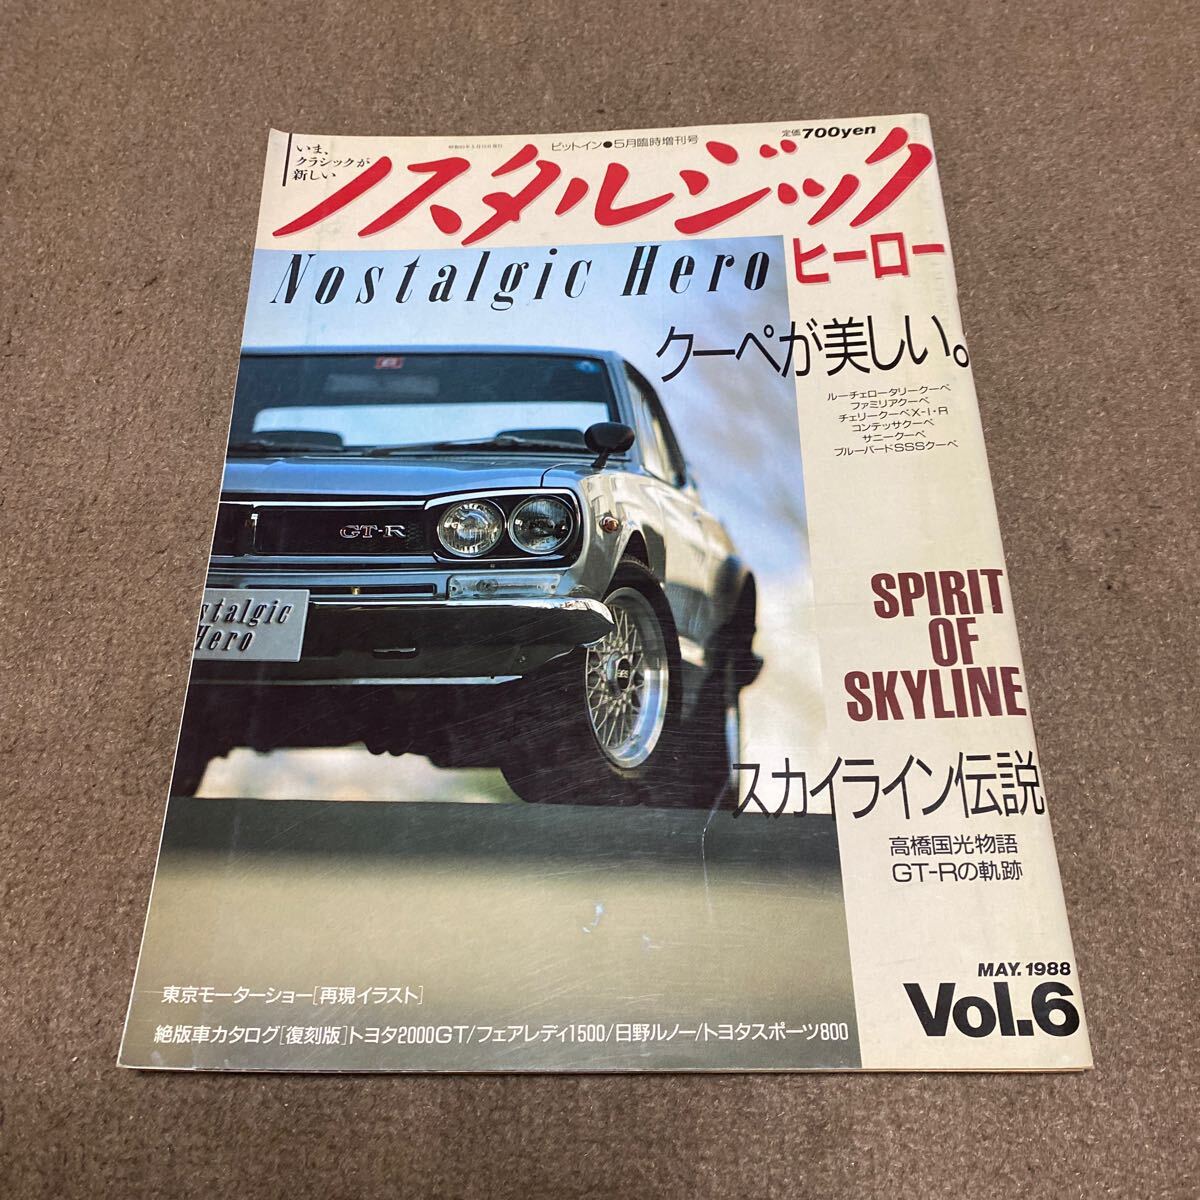 いま、
クラシックが
新しい
ピットイン●5月臨時増刊号
定価700yen
ノスタルジック
ヒーロー
Nostalgic Hero
クーペが美しい。
ルーチェロータリークーペ
ファミリアクーペ
チェリークーペX-1・R
コンテッサクーペ
サニークーペ
ブルーバードSSSクーペ
GT-R
stalgic
Hero
SPIRIT
OF
SKYLINE
スカイライン伝説
高橋国光物語
GT-Rの軌跡
MAY. 1988
Vol.6
東京モーターショー[再現イラスト]
絶版車カタログ[復刻版]トヨタ2000GT/フェアレディ1500/日野ルノー/トヨタスポーツ800